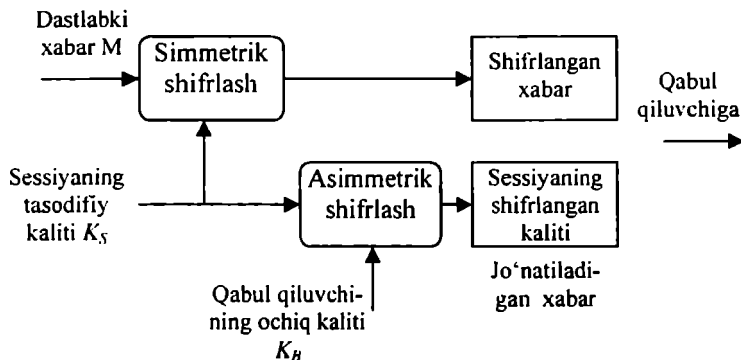 Dastlabki
xabar M
Simmetrik
shifrlash
Shifrlangan
xabar
Qabul
qiluvchiga
Sessiyaning
tasodifiy
kaliti K_S
Asimmetrik
shifrlash
Sessiyaning
shifrlangan
kaliti
Jo‘natiladi-
gan xabar
Qabul qiluvchi-
ning ochiq kaliti
K_B